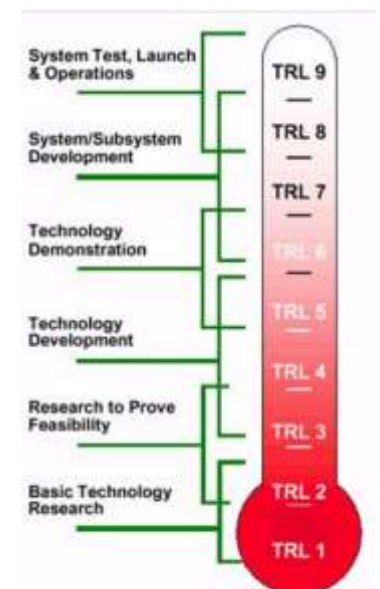 System Test, Launch
& Operations
System/Subsystem
Development
Technology
Demonstration
Technology
Development
Research to Prove
Feasibility
Basic Technology
Research
TRL 9
TRL 8
TRL 7
TRL 6
TRL 5
TRL 4
TRL 3
TRL 2
TRL 1